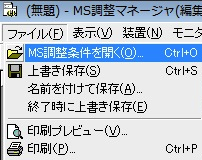 (無題) - MS調整マネージャ(編集
ファイル(F) 表示(V) 装置(N) モニタ
MS調整条件を開く(O)... Ctrl+O
上書き保存(S) Ctrl+S
名前を付けて保存(A)...
終了時に上書き保存(E)
印刷プレビュー(V)...
印刷(P)... Ctrl+P